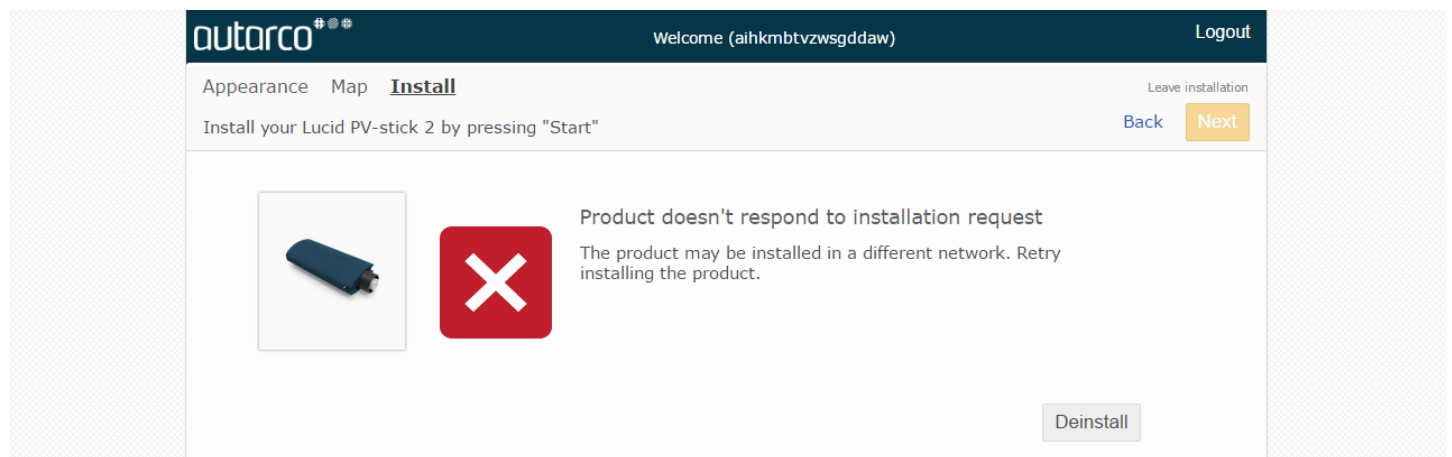 autarco
Welcome (aihkmbtvzwsgddaw)
Logout
Appearance Map Install
Leave installation
Install your Lucid PV-stick 2 by pressing "Start"
Back Next
Product doesn't respond to installation request
The product may be installed in a different network. Retry
installing the product.
Deinstall